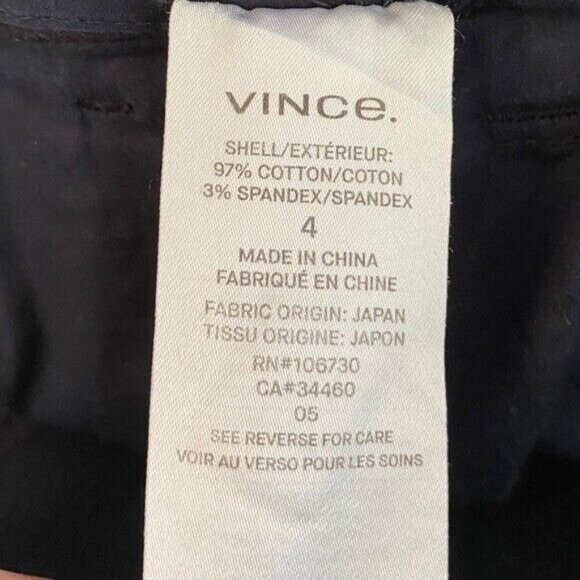 VINCe.
SHELL/EXTÉRIEUR:
97% COTTON/COTON
3% SPANDEX/SPANDEX
4
MADE IN CHINA
FABRIQUÉ EN CHINE
FABRIC ORIGIN: JAPAN
TISSU ORIGINE: JAPON
RN#106730
CA#34460
05
SEE REVERSE FOR CARE
VOIR AU VERSO POUR LES SOINS